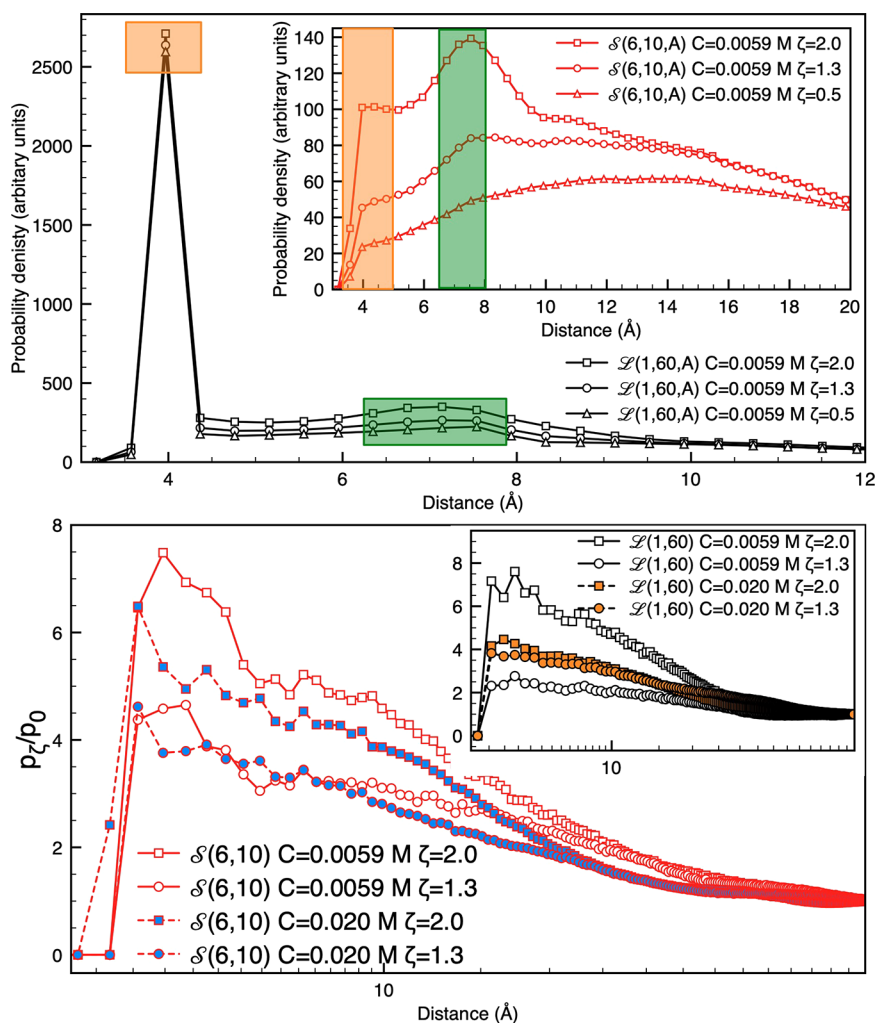 Probability denisty (arbitary units)
2500
2000
1500
1000
500
0
4
6
8
10
12
Distance (Å)
Probability density (arbitrary units)
140
120
100
80
60
40
20
0
4
6
8
10
12
14
16
18
20
Distance (Å)
𝒮(6,10,A) C=0.0059 M ζ=2.0
𝒮(6,10,A) C=0.0059 M ζ=1.3
𝒮(6,10,A) C=0.0059 M ζ=0.5
ℒ(1,60,A) C=0.0059 M ζ=2.0
ℒ(1,60,A) C=0.0059 M ζ=1.3
ℒ(1,60,A) C=0.0059 M ζ=0.5
pζ/p0
8
6
4
2
0
10
Distance (Å)
8
6
4
2
0
10
ℒ(1,60) C=0.0059 M ζ=2.0
ℒ(1,60) C=0.0059 M ζ=1.3
ℒ(1,60) C=0.020 M ζ=2.0
ℒ(1,60) C=0.020 M ζ=1.3
𝒮(6,10) C=0.0059 M ζ=2.0
𝒮(6,10) C=0.0059 M ζ=1.3
𝒮(6,10) C=0.020 M ζ=2.0
𝒮(6,10) C=0.020 M ζ=1.3